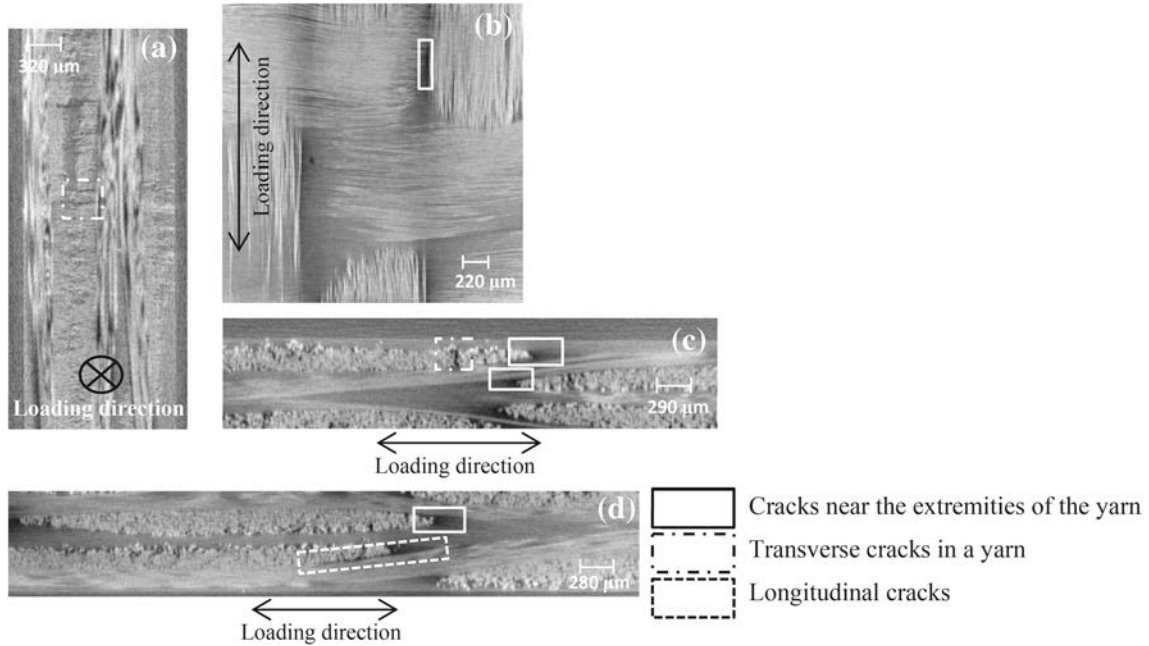 (a)
320 μm
Loading direction
(b)
Loading direction
220 μm
(c)
290 μm
Loading direction
(d)
280 μm
Loading direction
Cracks near the extremities of the yarn
Transverse cracks in a yarn
Longitudinal cracks